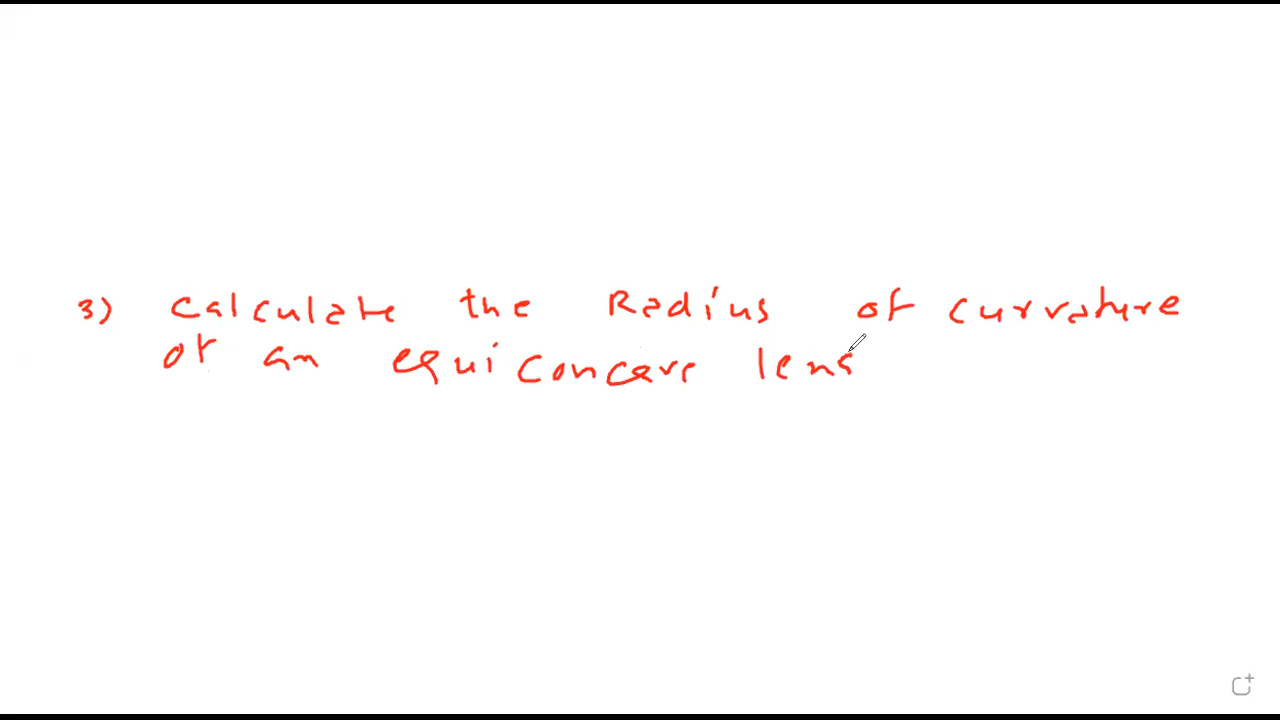 3) Calculate the Radius of curvature
of an equiconcave lens